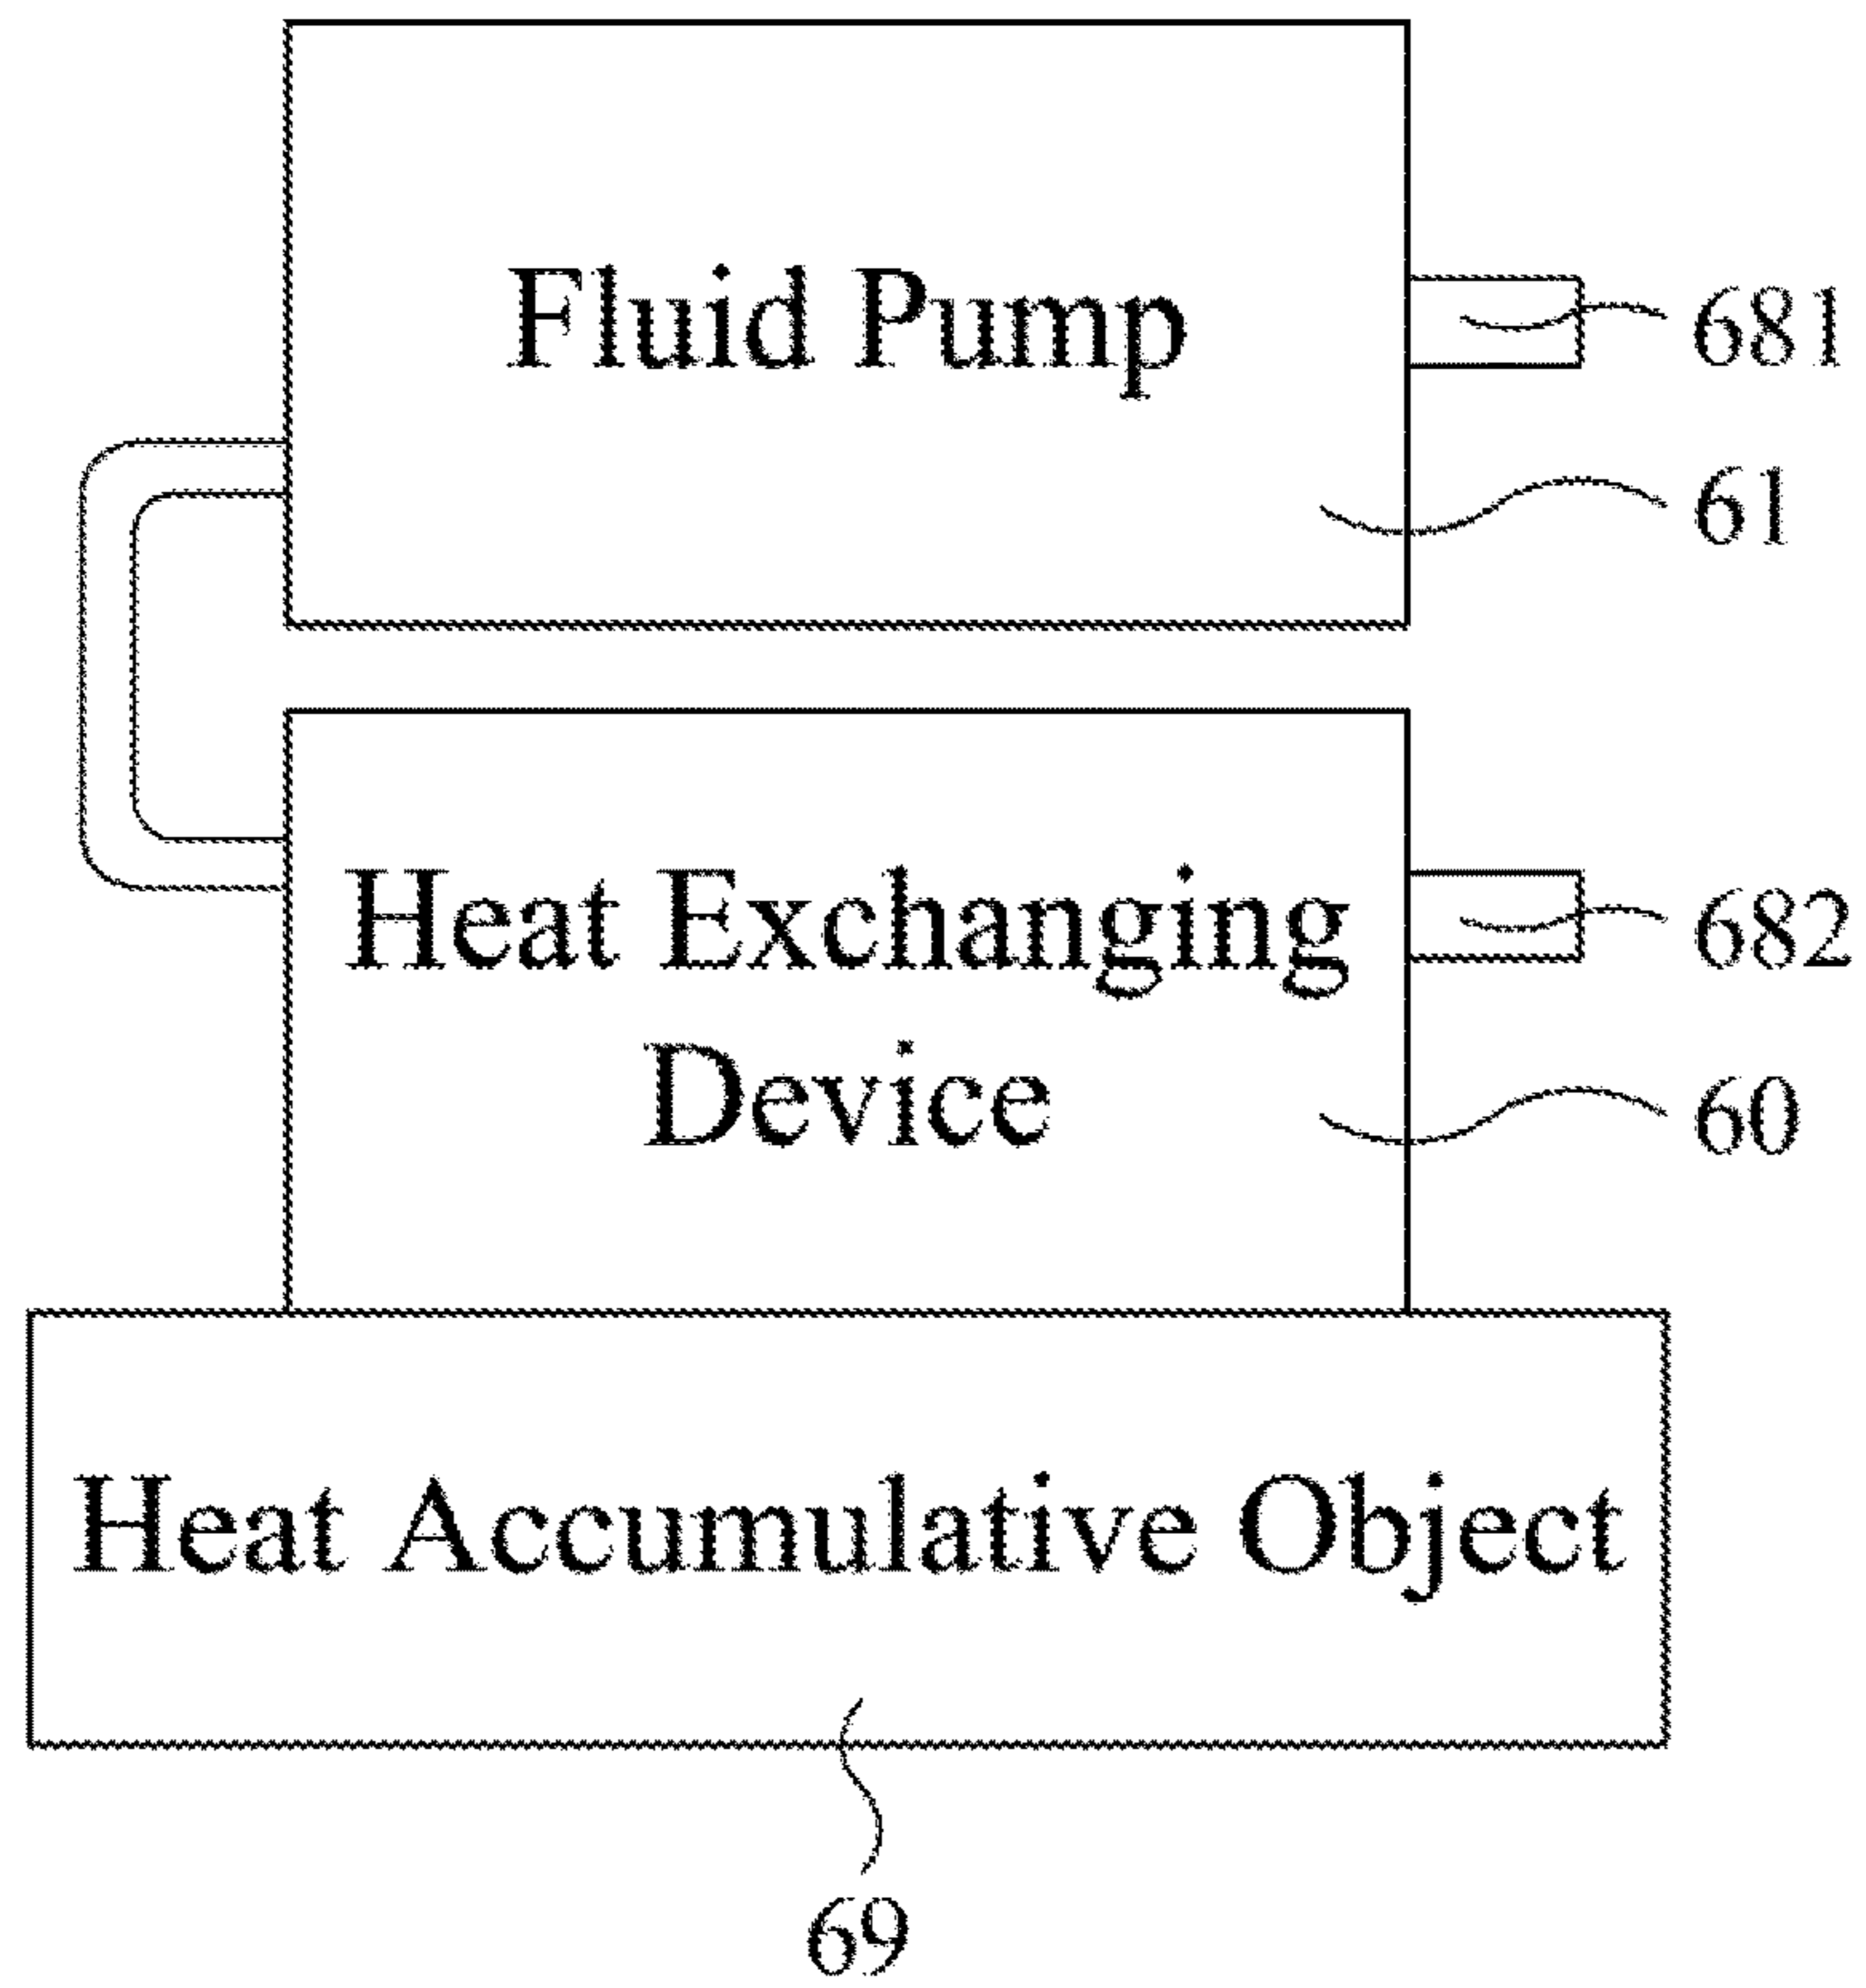 Fluid Pump
681
61
Heat Exchanging
682
Device
60
Heat Accumulative Object
69